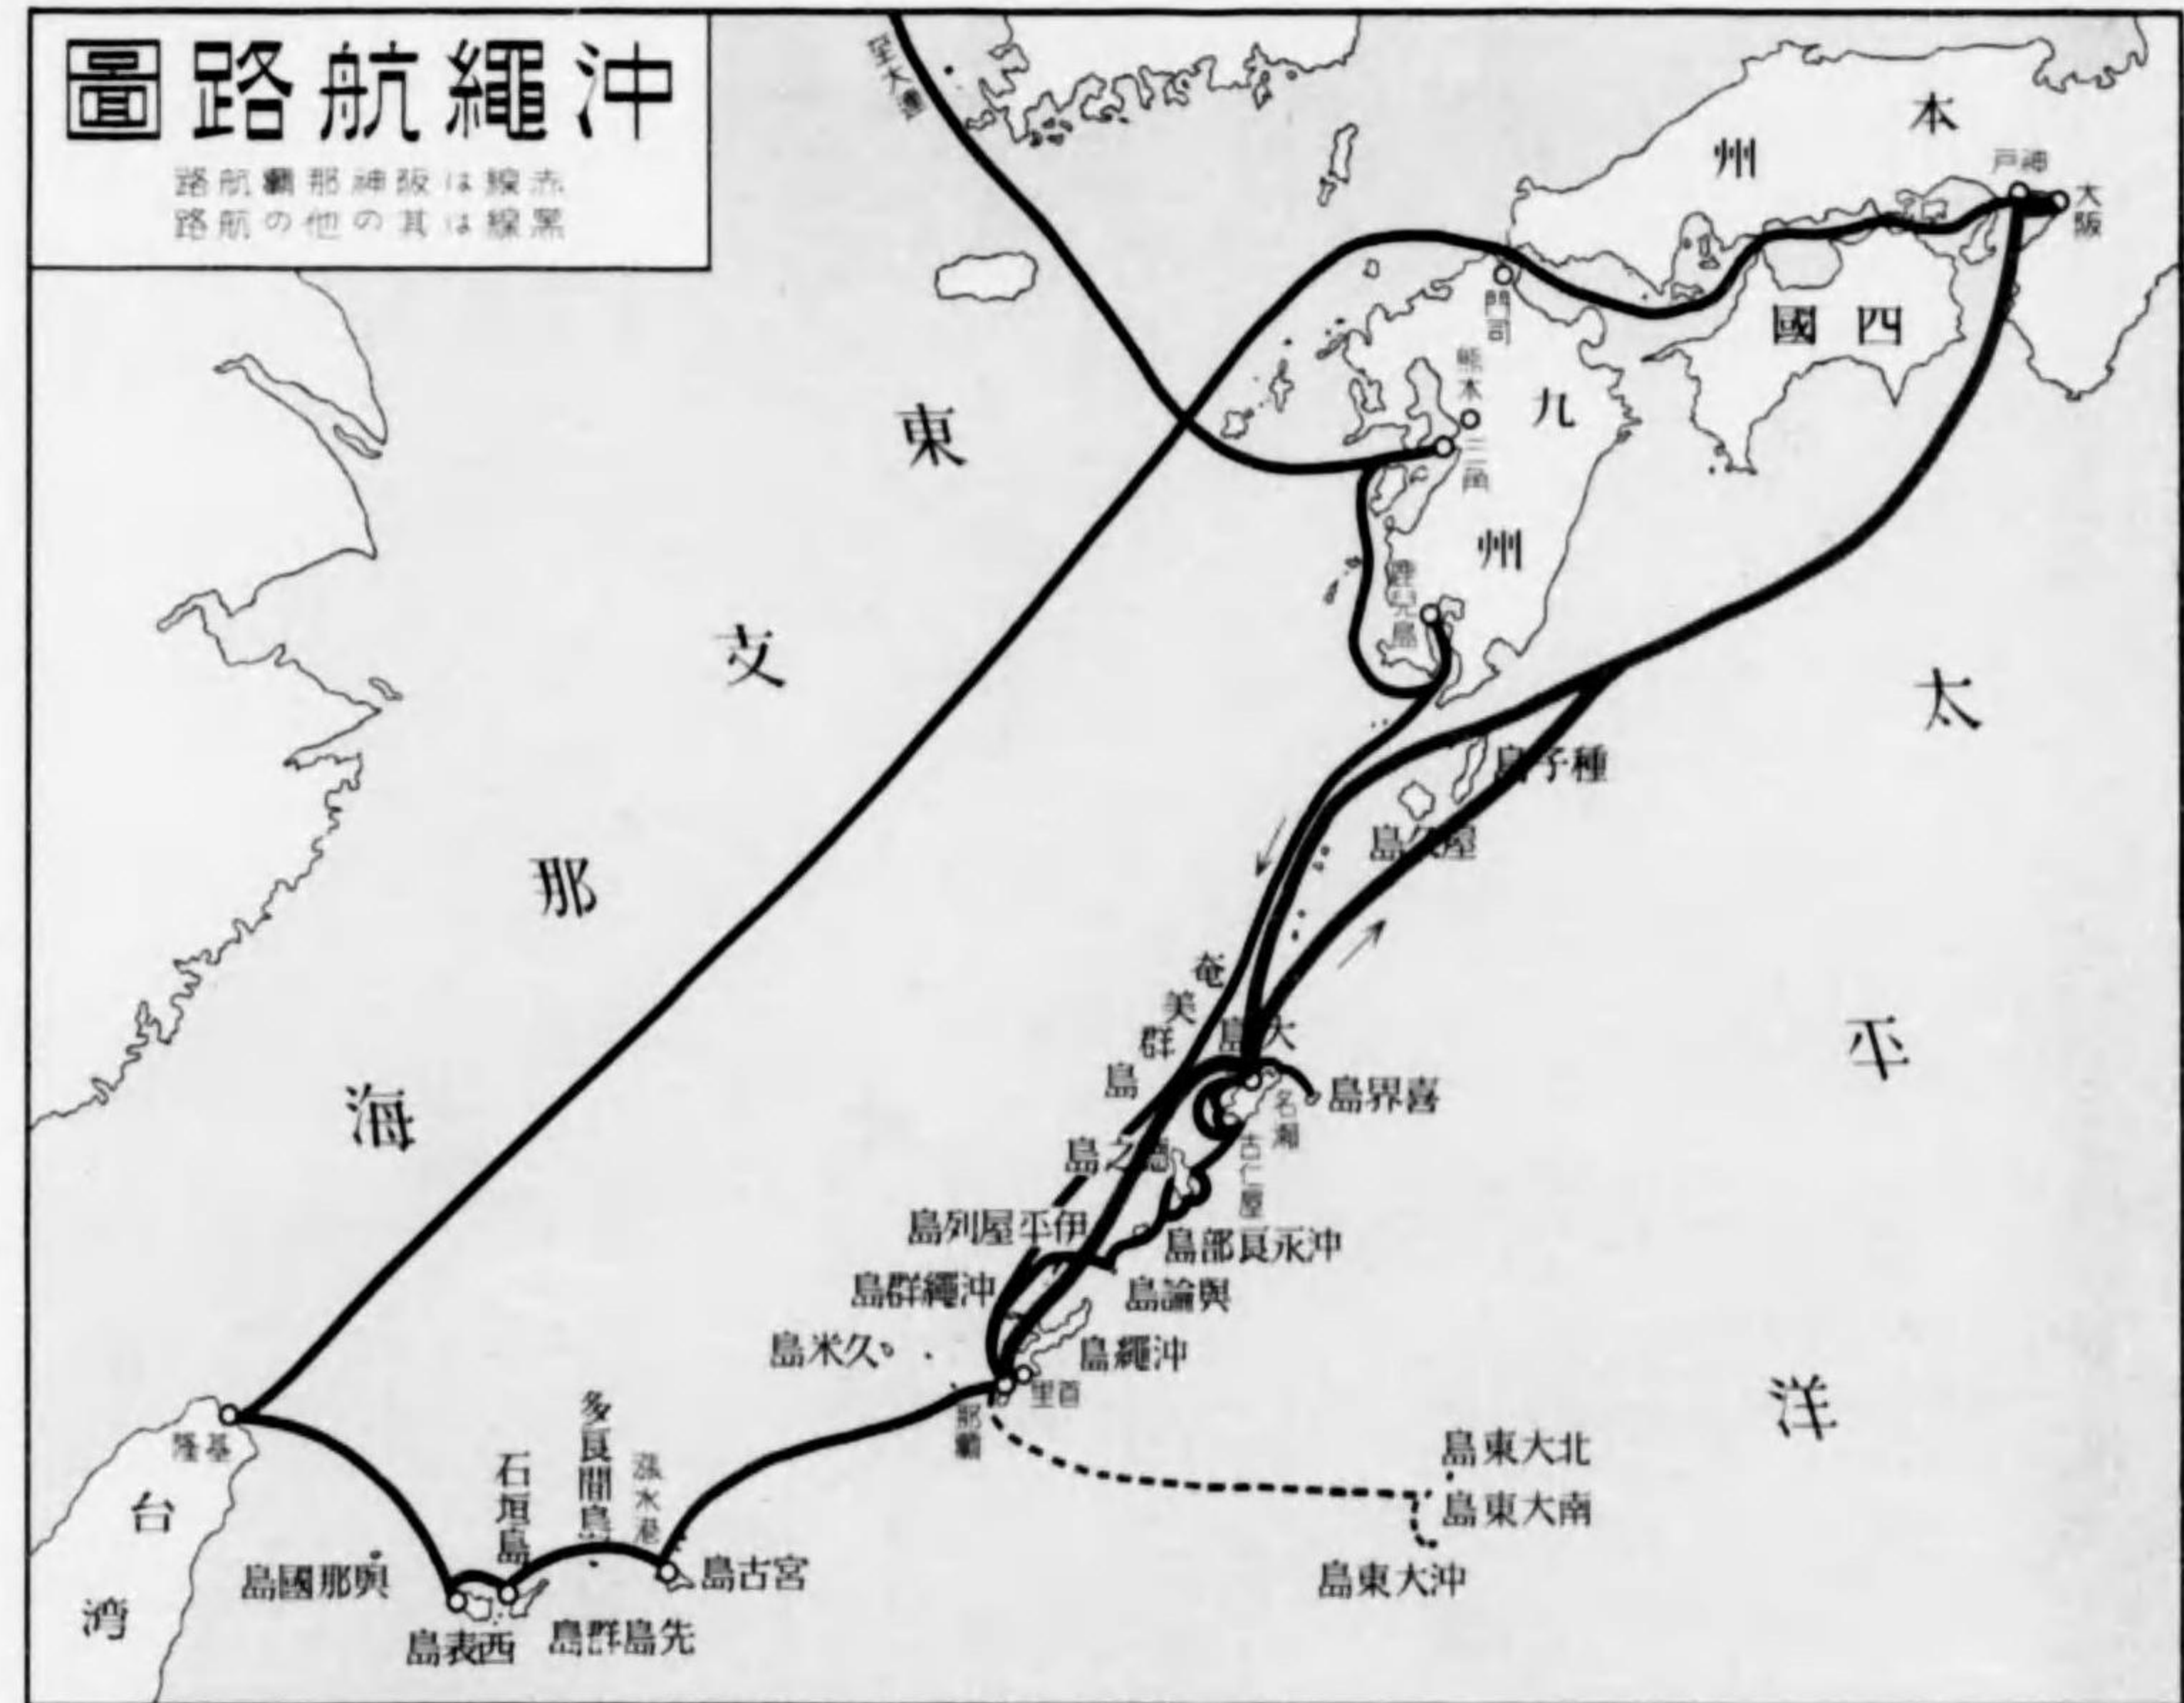 沖繩航路圖
赤線は阪神那覇航路
黒線は其の他の航路
至大連
本州
神戸
大阪
門司
四國
熊本
九州
三角
鹿兒島
東支那海
太平洋
種子島
屋久島
奄美群島
大島
喜界島
名瀬
古仁屋
徳之島
伊平屋列島
沖永良部島
沖繩群島
與論島
久米島
沖繩島
首里
那覇
北大東島
南大東島
沖大東島
基隆
台湾
石垣島
多良間島
漲水港
宮古島
與那國島
西表島
先島群島